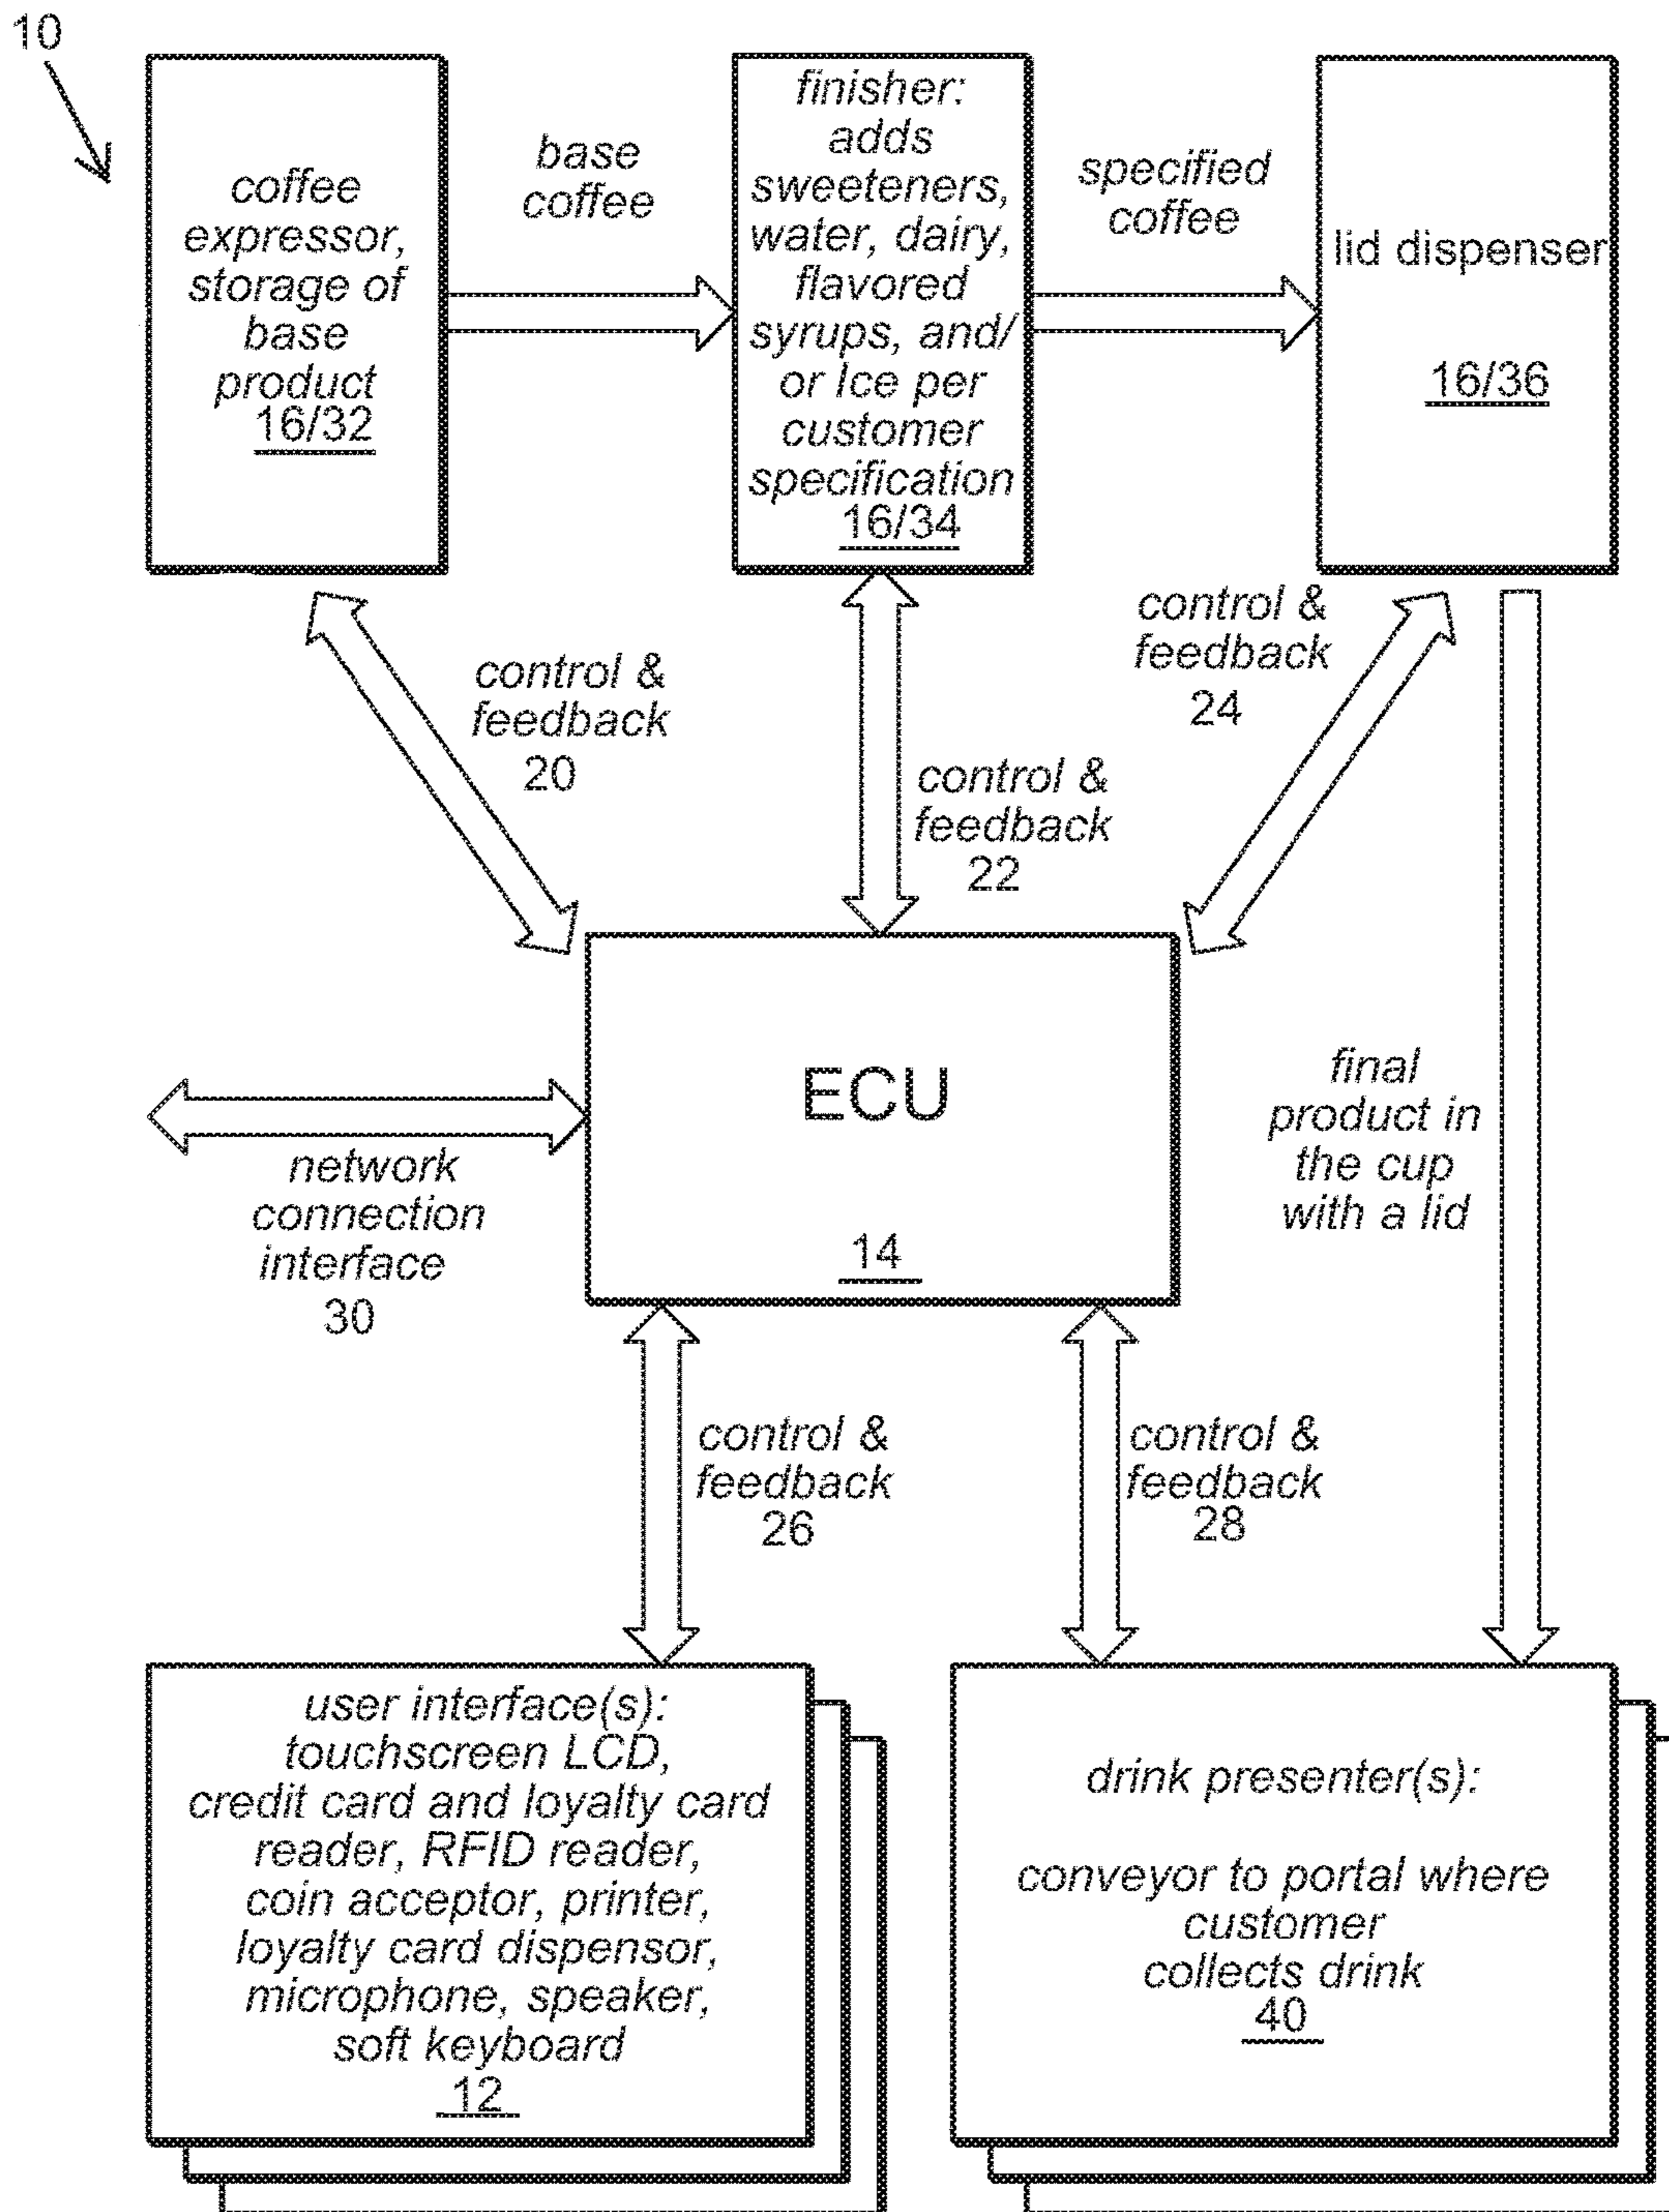 10
coffee
expressor,
storage of
base
product
16/32
base
coffee
finisher:
adds
sweeteners,
water, dairy,
flavored
syrups, and/
or Ice per
customer
specification
16/34
specified
coffee
lid dispenser
16/36
control &
feedback
20
control &
feedback
22
control &
feedback
24
ECU
14
network
connection
interface
30
final
product in
the cup
with a lid
control &
feedback
26
control &
feedback
28
user interface(s):
touchscreen LCD,
credit card and loyalty card
reader, RFID reader,
coin acceptor, printer,
loyalty card dispensor,
microphone, speaker,
soft keyboard
12
drink presenter(s):
conveyor to portal where
customer
collects drink
40